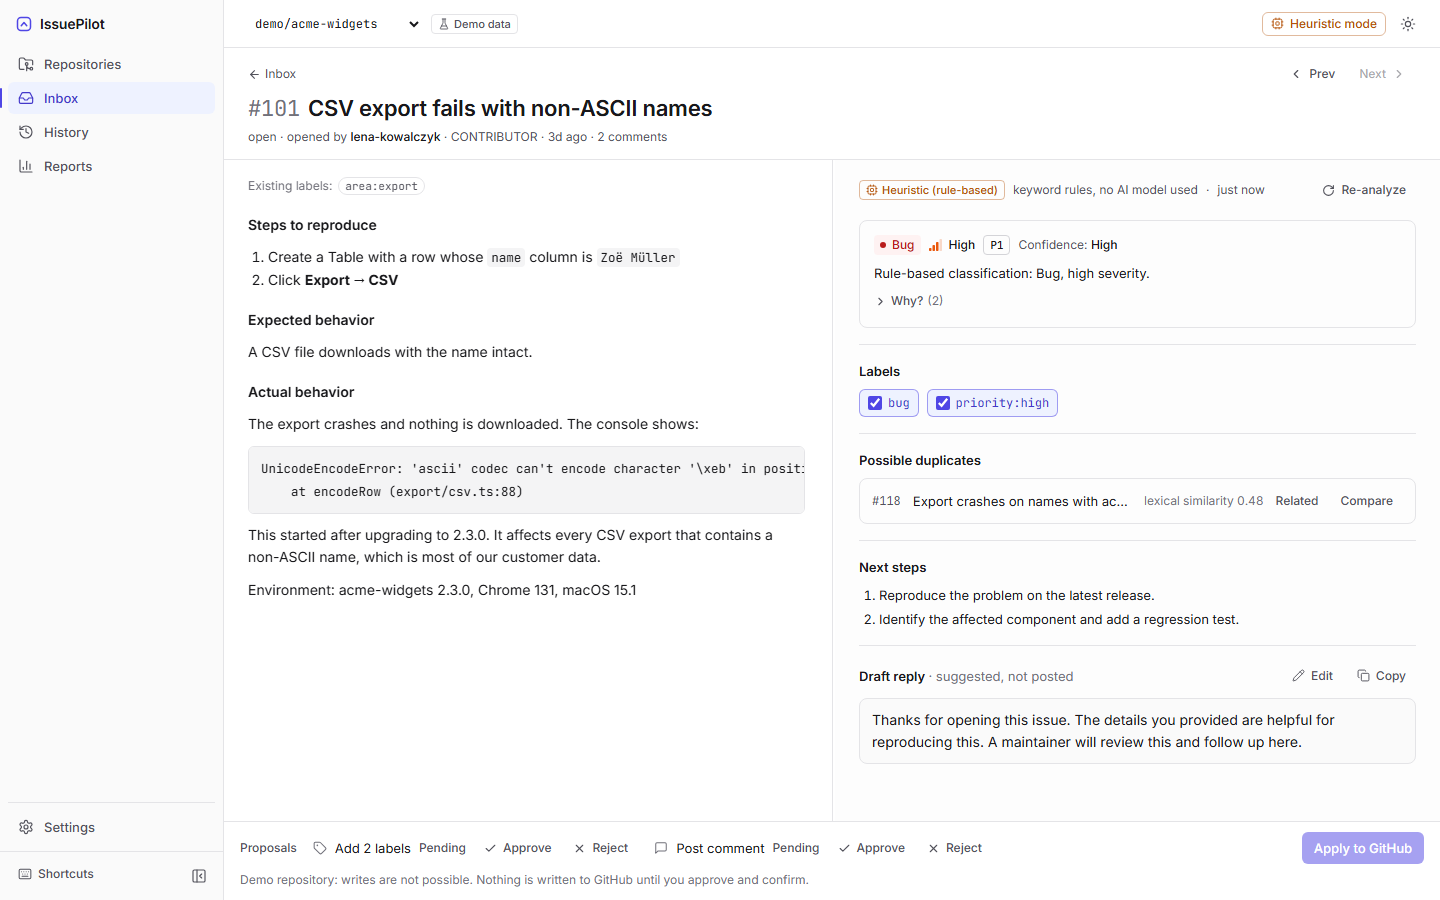 IssuePilot
Repositories
Inbox
History
Reports
Settings
Shortcuts
demo/acme-widgets
Demo data
Heuristic mode
Inbox
Prev
Next
#101 CSV export fails with non-ASCII names
open · opened by lena-kowalczyk · CONTRIBUTOR · 3d ago · 2 comments
Existing labels: area:export
Steps to reproduce
1. Create a Table with a row whose name column is Zoë Müller
2. Click Export → CSV
Expected behavior
A CSV file downloads with the name intact.
Actual behavior
The export crashes and nothing is downloaded. The console shows:
UnicodeEncodeError: 'ascii' codec can't encode character '\xeb' in positi
at encodeRow (export/csv.ts:88)
This started after upgrading to 2.3.0. It affects every CSV export that contains a
non-ASCII name, which is most of our customer data.
Environment: acme-widgets 2.3.0, Chrome 131, macOS 15.1
Heuristic (rule-based) keyword rules, no AI model used · just now
Re-analyze
Bug High P1 Confidence: High
Rule-based classification: Bug, high severity.
Why? (2)
Labels
bug priority:high
Possible duplicates
#118 Export crashes on names with ac... lexical similarity 0.48 Related Compare
Next steps
1. Reproduce the problem on the latest release.
2. Identify the affected component and add a regression test.
Draft reply · suggested, not posted
Edit
Copy
Thanks for opening this issue. The details you provided are helpful for
reproducing this. A maintainer will review this and follow up here.
Proposals Add 2 labels Pending Approve Reject Post comment Pending Approve Reject
Apply to GitHub
Demo repository: writes are not possible. Nothing is written to GitHub until you approve and confirm.